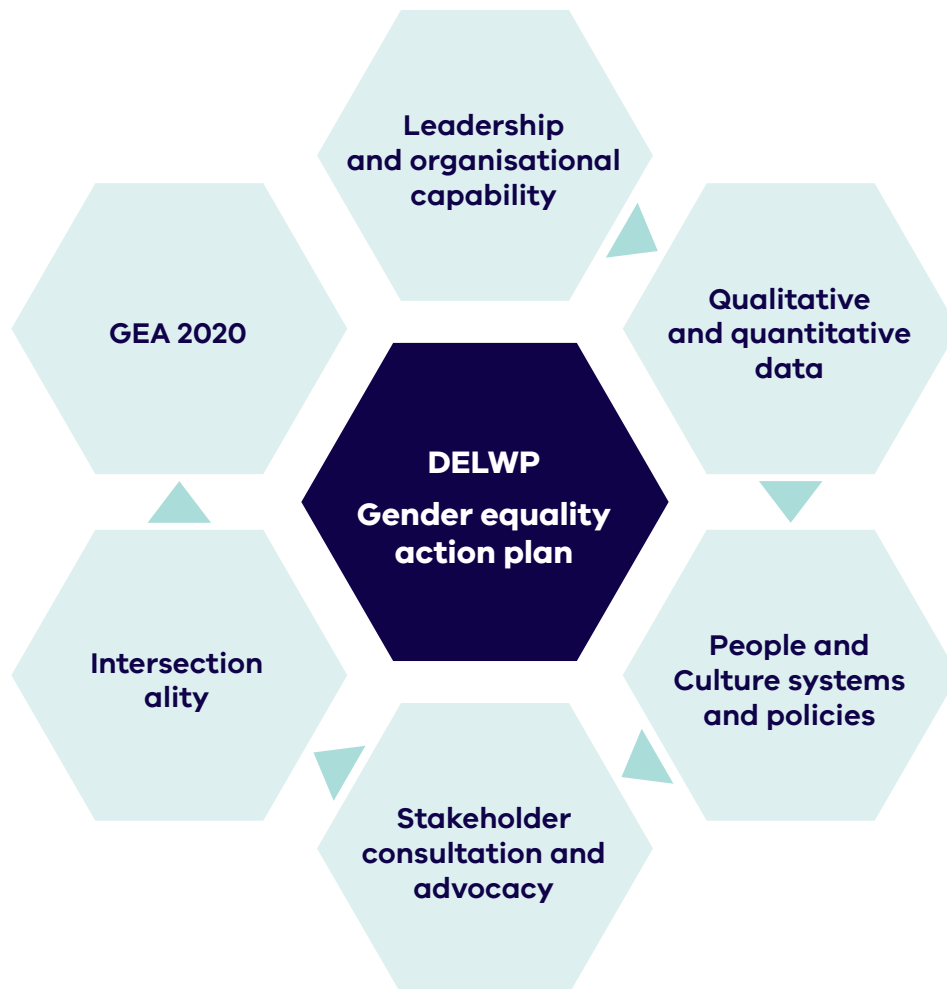 Leadership
and organisational
capability
Qualitative
and quantitative
data
People and
Culture systems
and policies
Stakeholder
consultation and
advocacy
Intersection
ality
GEA 2020
DELWP
Gender equality
action plan